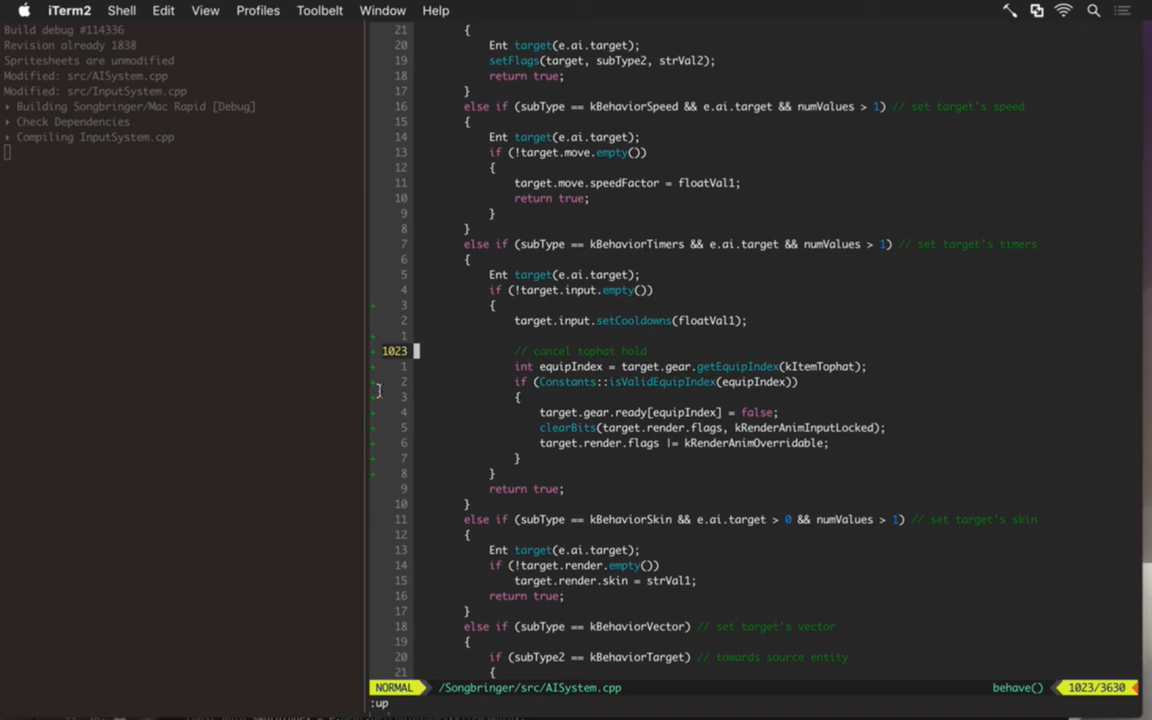 iTerm2 Shell Edit View Profiles Toolbelt Window Help
Build debug #114336
Revision already 1838
Spritesheets are unmodified
Modified: src/AISystem.cpp
Modified: src/InputSystem.cpp
▸ Building Songbringer/Mac Rapid [Debug]
▸ Check Dependencies
▸ Compiling InputSystem.cpp
21 {
20 Ent target(e.ai.target);
19 setFlags(target, subType2, strVal2);
18 return true;
17 }
16 else if (subType == kBehaviorSpeed && e.ai.target && numValues > 1) // set target's speed
15 {
14 Ent target(e.ai.target);
13 if (!target.move.empty())
12 {
11 target.move.speedFactor = floatVal1;
10 return true;
9 }
8 }
7 else if (subType == kBehaviorTimers && e.ai.target && numValues > 1) // set target's timers
6 {
5 Ent target(e.ai.target);
4 if (!target.input.empty())
+ 3 {
2 target.input.setCooldowns(floatVal1);
+ 1
+ 1023 // cancel tophat hold
+ 1 int equipIndex = target.gear.getEquipIndex(kItemTophat);
+ 2 if (Constants::isValidEquipIndex(equipIndex))
+ 3 {
+ 4 target.gear.ready[equipIndex] = false;
+ 5 clearBits(target.render.flags, kRenderAnimInputLocked);
+ 6 target.render.flags |= kRenderAnimOverridable;
+ 7 }
+ 8 }
9 return true;
10 }
11 else if (subType == kBehaviorSkin && e.ai.target > 0 && numValues > 1) // set target's skin
12 {
13 Ent target(e.ai.target);
14 if (!target.render.empty())
15 target.render.skin = strVal1;
16 return true;
17 }
18 else if (subType == kBehaviorVector) // set target's vector
19 {
20 if (subType2 == kBehaviorTarget) // towards source entity
21 {
NORMAL /Songbringer/src/AISystem.cpp behave() 1023/3630
:up